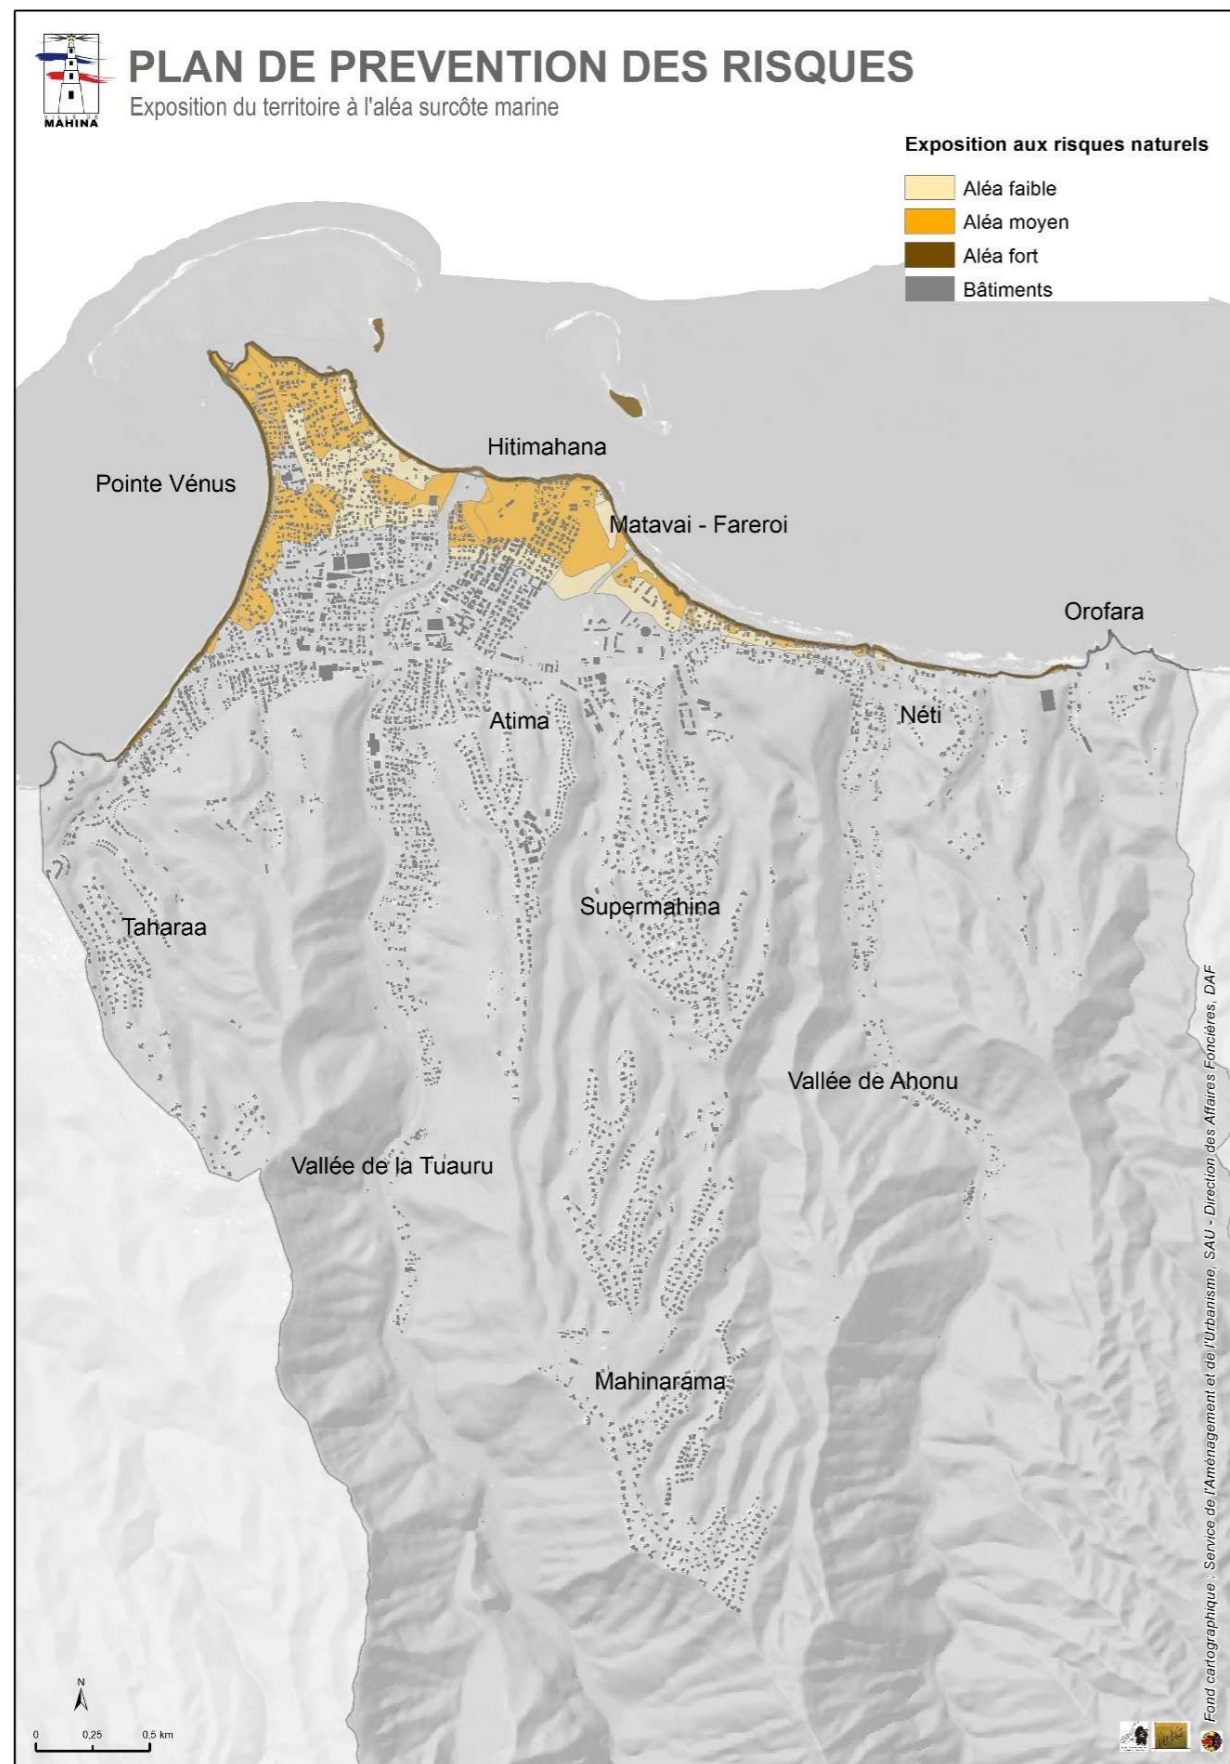 PLAN DE PREVENTION DES RISQUES
Exposition du territoire à l'aléa surcôte marine
MAHINA
Exposition aux risques naturels
Aléa faible
Aléa moyen
Aléa fort
Bâtiments
Hitimahana
Pointe Vénus
Matavai - Fareroi
Orofara
Atima
Néti
Supermahina
Taharaa
Vallée de Ahonu
Vallée de la Tuauru
Mahinarama
N
0 0,25 0,5 km
Fond cartographique : Service de l'Aménagement et de l'Urbanisme, SAU - Direction des Affaires Foncières, DAF